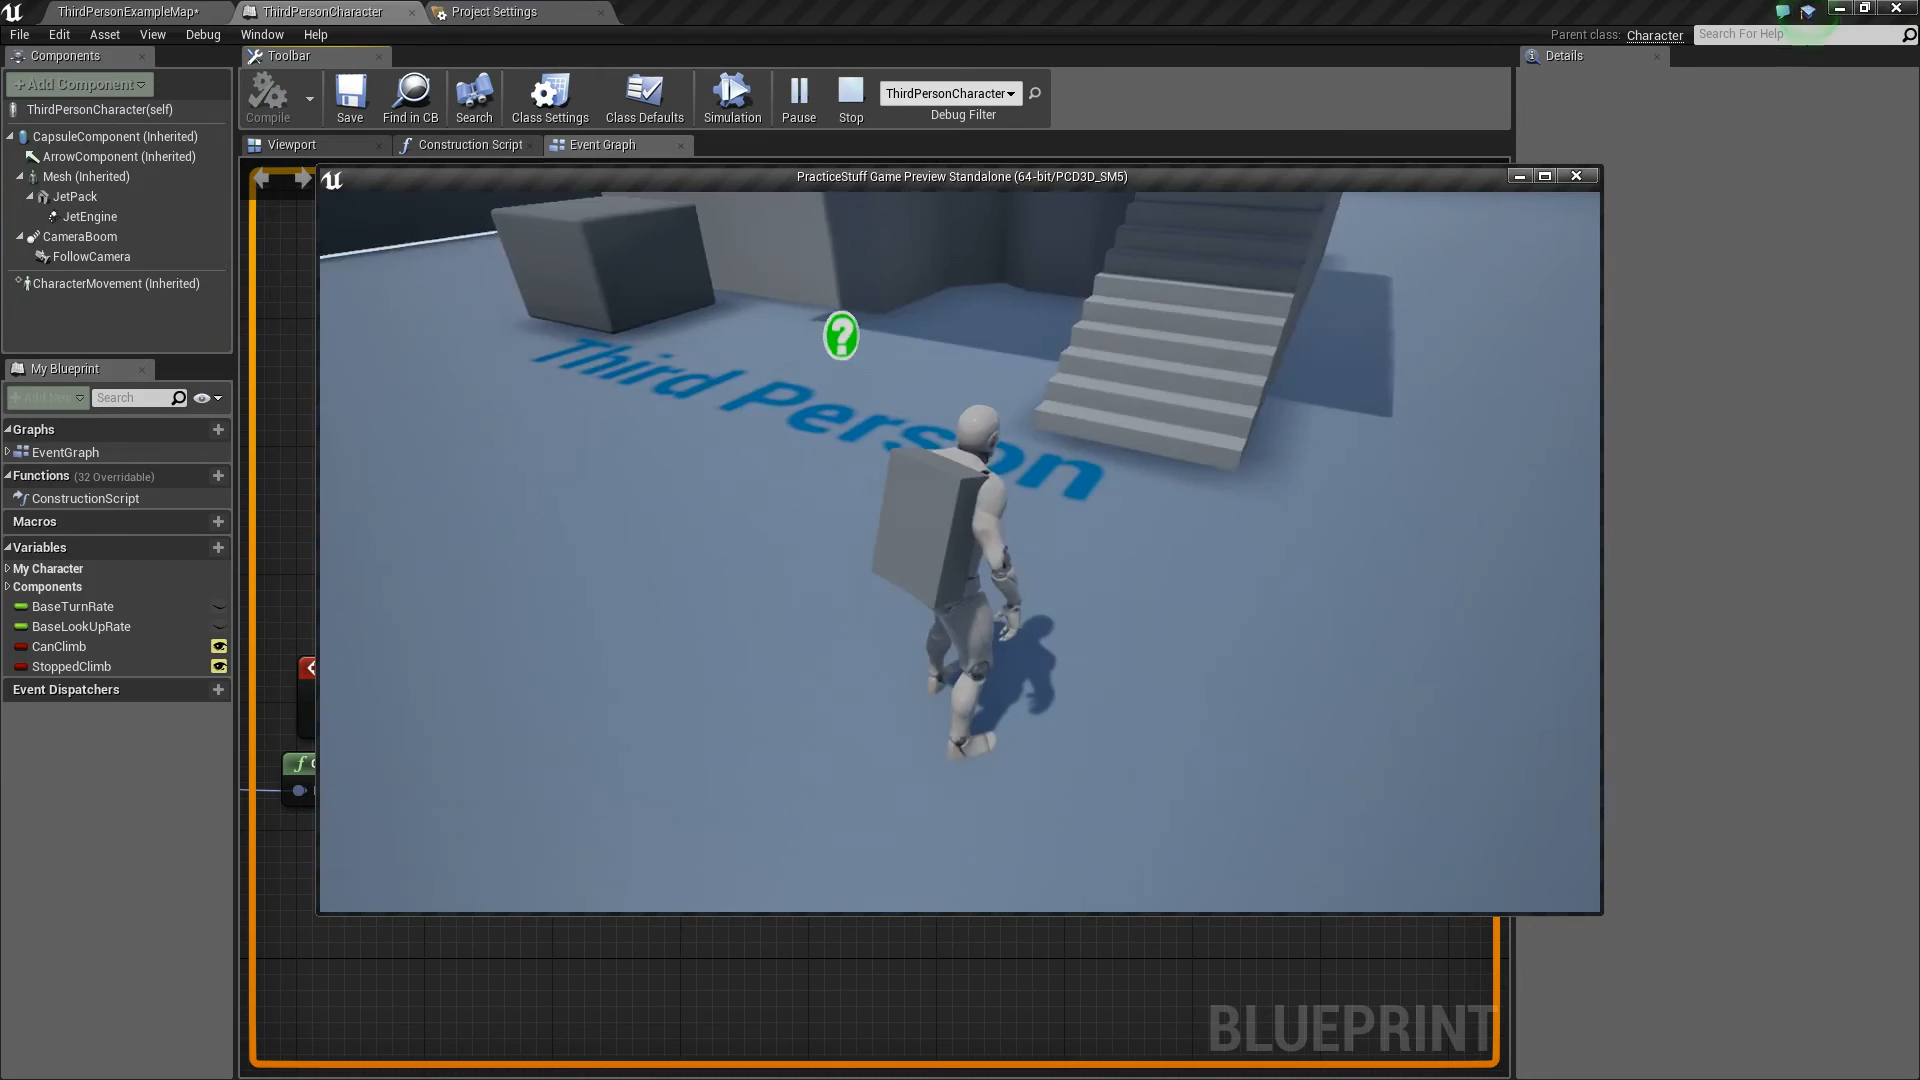 ThirdPersonExampleMap*
ThirdPersonCharacter
Project Settings
File Edit Asset View Debug Window Help
Parent class: Character
Search For Help
Components
Toolbar
Details
+Add Component
ThirdPersonCharacter(self)
CapsuleComponent (Inherited)
ArrowComponent (Inherited)
Mesh (Inherited)
JetPack
JetEngine
CameraBoom
FollowCamera
CharacterMovement (Inherited)
Compile
Save
Find in CB
Search
Class Settings
Class Defaults
Simulation
Pause
Stop
ThirdPersonCharacter
Debug Filter
Viewport
Construction Script
Event Graph
PracticeStuff Game Preview Standalone (64-bit/PCD3D_SM5)
?
Third Person
My Blueprint
+ Add New
Search
Graphs
EventGraph
Functions (32 Overridable)
ConstructionScript
Macros
Variables
My Character
Components
BaseTurnRate
BaseLookUpRate
CanClimb
StoppedClimb
Event Dispatchers
BLUEPRINT